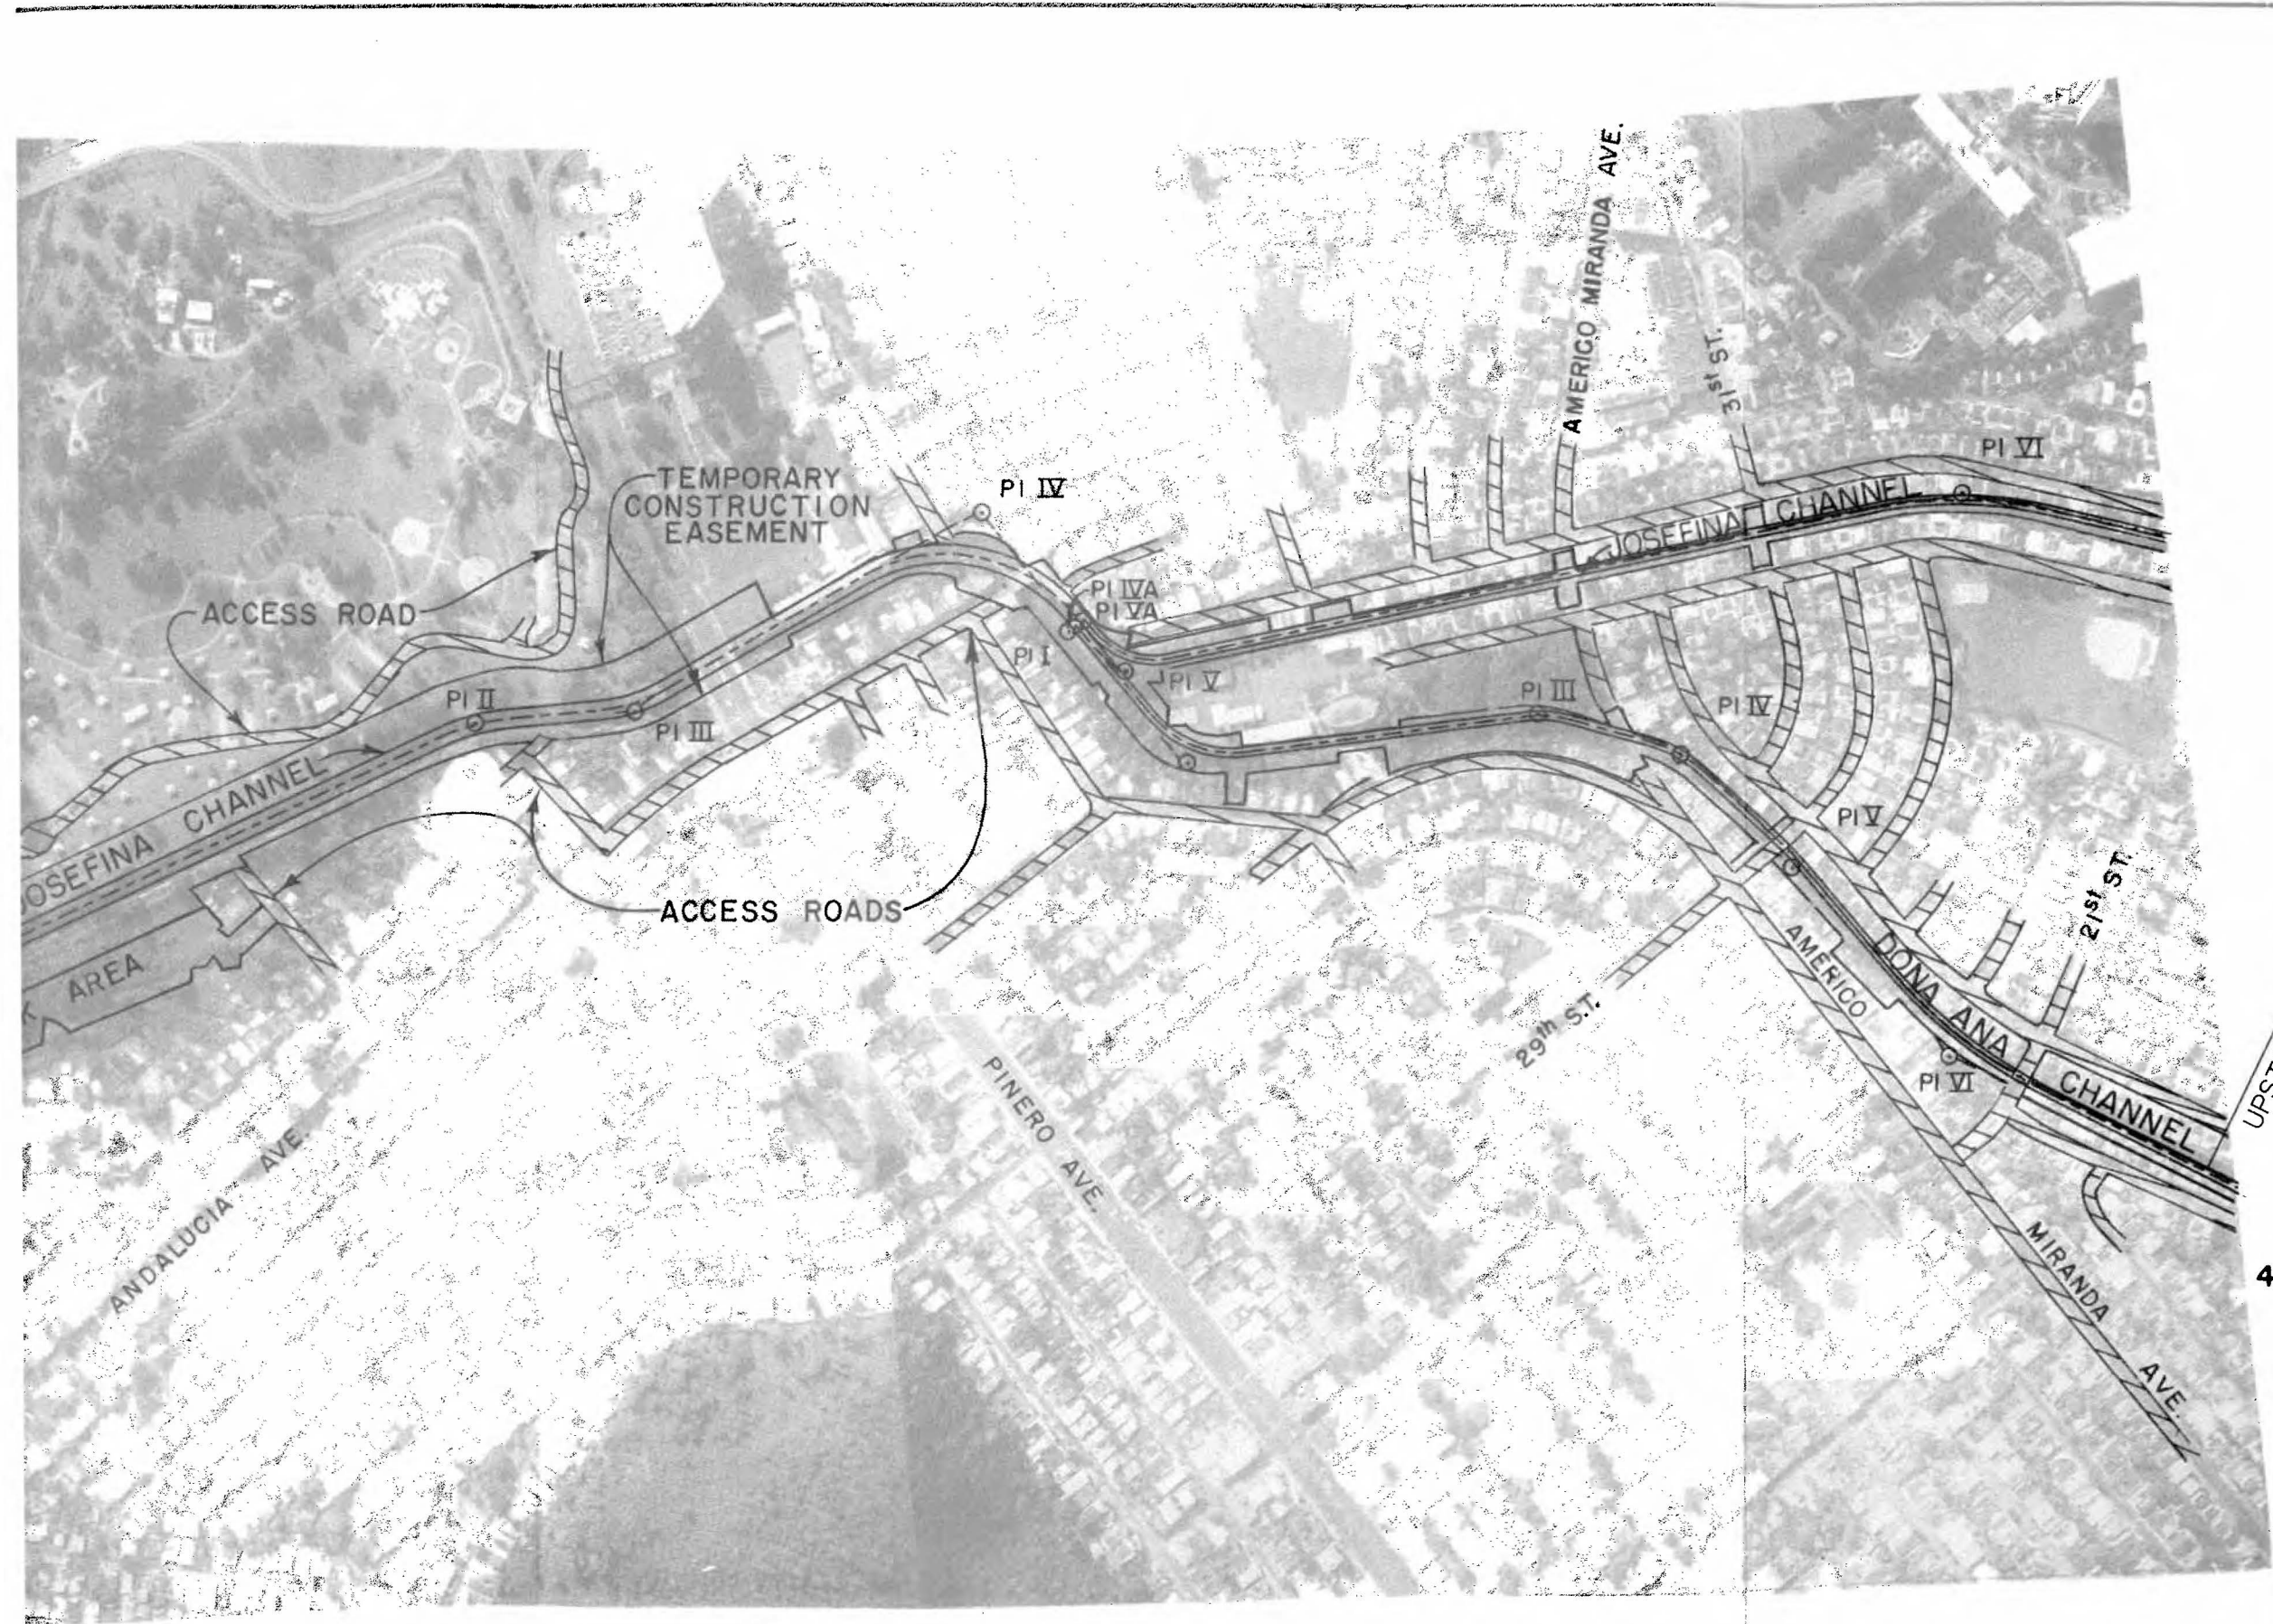 AMERICO MIRANDA AVE.
31st ST.
PI VI
TEMPORARY
CONSTRUCTION
EASEMENT
PI IV
JOSEFINA CHANNEL
ACCESS ROAD
PI IVA
PI VA
PI I
PI V
PI II
PI III
PI III
PI IV
PI V
JOSEFINA CHANNEL
ACCESS ROADS
21st ST.
AREA
AMERICO
DONA ANA
CHANNEL
29th S.T.
PINERO AVE.
PI VI
UPST
ANDALUCIA AVE.
MIRANDA
AVE.
4